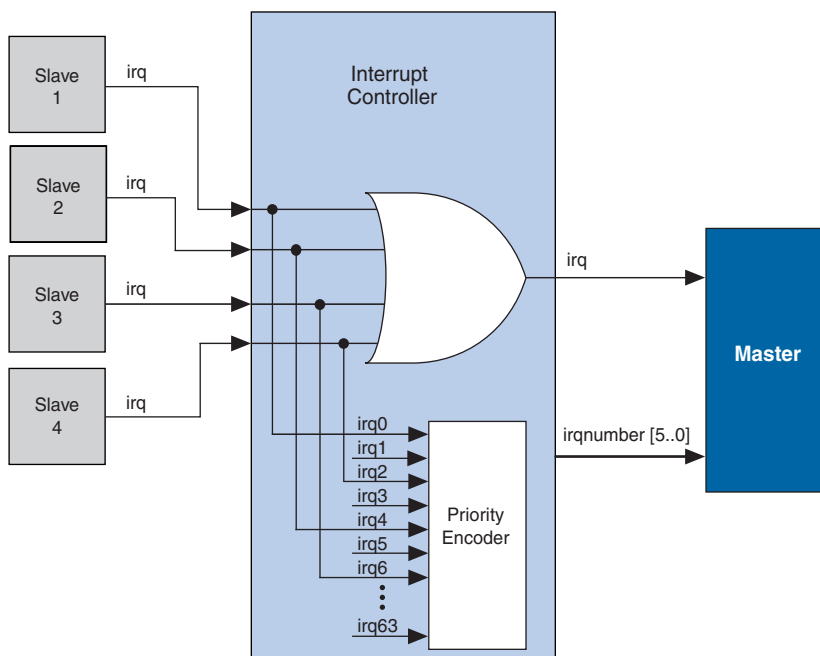 Slave
1
irq
Slave
2
irq
Slave
3
irq
Slave
4
irq
Interrupt
Controller
irq0
irq1
irq2
irq3
irq4
irq5
irq6
irq63
Priority
Encoder
irq
irqnumber [5..0]
Master